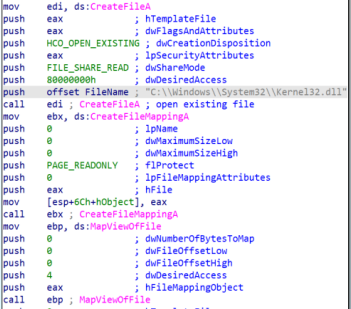 mov edi, ds:CreateFileA
push eax ; hTemplateFile
push eax ; dwFlagsAndAttributes
push HCO_OPEN_EXISTING ; dwCreationDisposition
push eax ; lpSecurityAttributes
push FILE_SHARE_READ ; dwShareMode
push 80000000h ; dwDesiredAccess
push offset FileName ; "C:\\Windows\\System32\\Kernel32.dll"
call edi ; CreateFileA ; open existing file
mov ebx, ds:CreateFileMappingA
push 0 ; lpName
push 0 ; dwMaximumSizeLow
push 0 ; dwMaximumSizeHigh
push PAGE_READONLY ; flProtect
push 0 ; lpFileMappingAttributes
push eax ; hFile
mov [esp+6Ch+hObject], eax
call ebx ; CreateFileMappingA
mov ebp, ds:MapViewOfFile
push 0 ; dwNumberOfBytesToMap
push 0 ; dwFileOffsetLow
push 0 ; dwFileOffsetHigh
push 4 ; dwDesiredAccess
push eax ; hFileMappingObject
call ebp ; MapViewOfFile